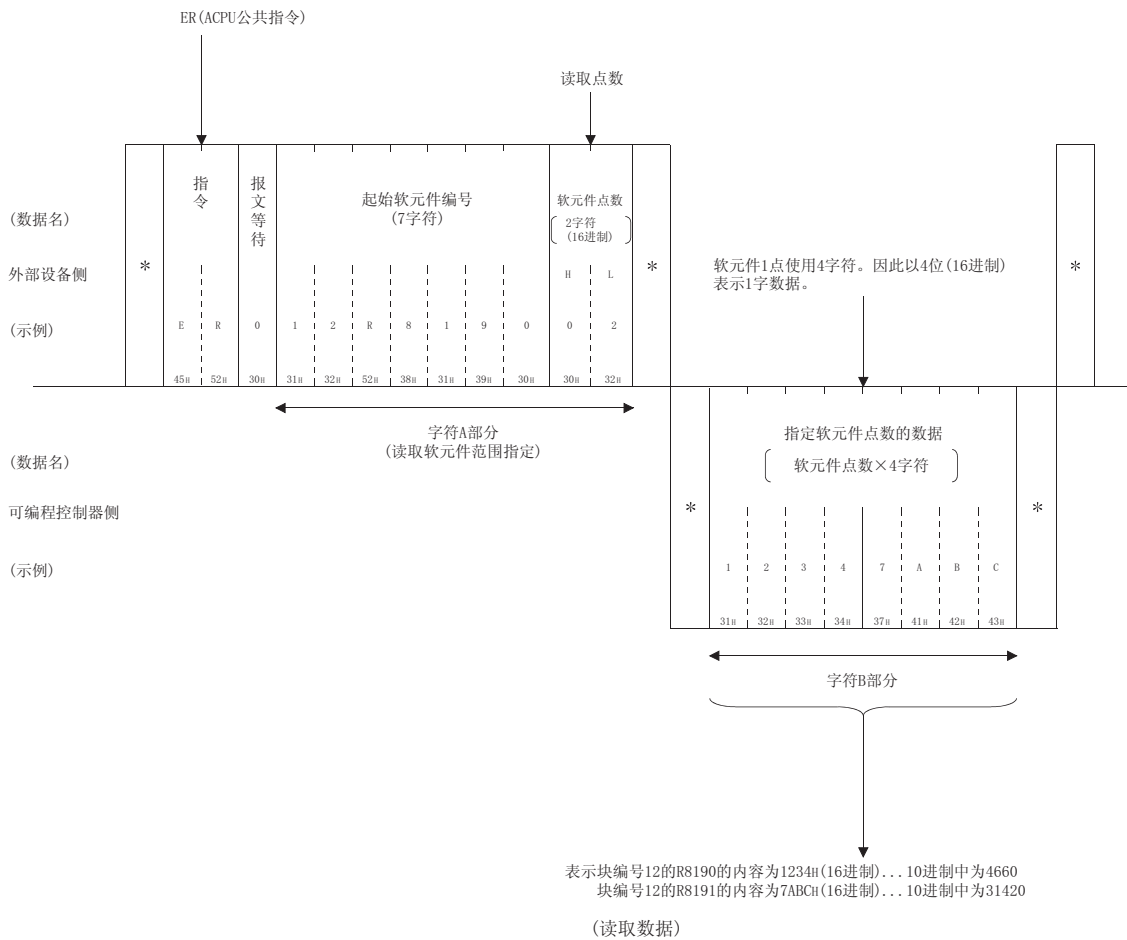 ER(ACPU公共指令)
读取点数
指令
报文等待
起始软元件编号
(7字符)
软元件点数
2字符
(16进制)
(数据名)
外部设备侧
*
H L
*
软元件1点使用4字符。因此以4位(16进制)
表示1字数据。
*
(示例)
E R 0 1 2 R 8 1 9 0 0 2
45H 52H 30H 31H 32H 52H 38H 31H 39H 30H 30H 32H
字符A部分
(读取软元件范围指定)
(数据名)
指定软元件点数的数据
软元件点数×4字符
可编程控制器侧
*
*
(示例)
1 2 3 4 7 A B C
31H 32H 33H 34H 37H 41H 42H 43H
字符B部分
表示块编号12的R8190的内容为1234H(16进制)...10进制中为4660
块编号12的R8191的内容为7ABCH(16进制)...10进制中为31420
(读取数据)